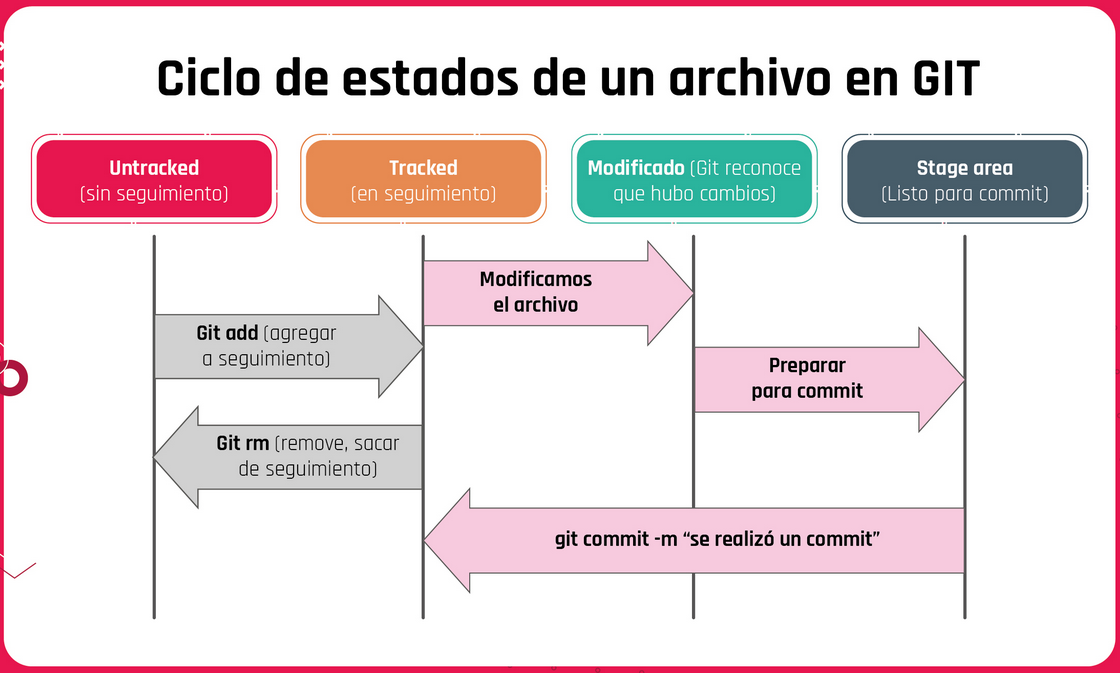 Ciclo de estados de un archivo en GIT
Untracked
(sin seguimiento)
Tracked
(en seguimiento)
Modificado (Git reconoce
que hubo cambios)
Stage area
(Listo para commit)
Modificamos
el archivo
Git add (agregar
a seguimiento)
Preparar
para commit
Git rm (remove, sacar
de seguimiento)
git commit -m “se realizó un commit”